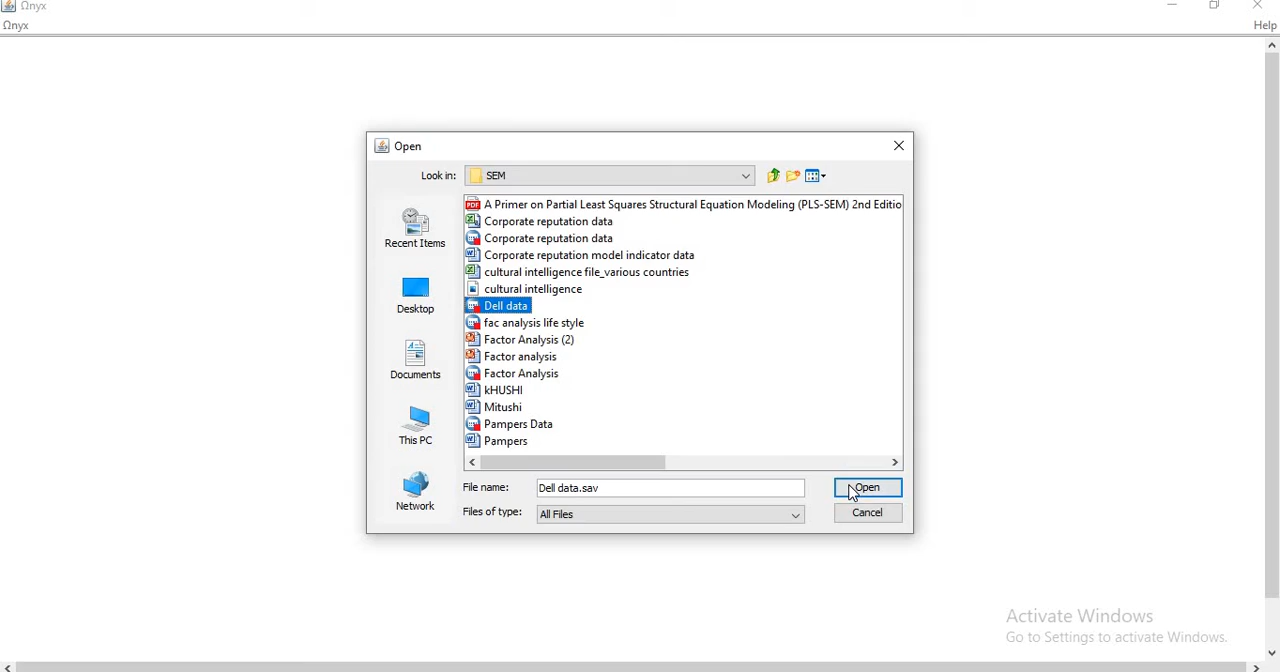 Ωnyx
Ωnyx
Help
Open
Look in:
SEM
A Primer on Partial Least Squares Structural Equation Modeling (PLS-SEM) 2nd Editio
Corporate reputation data
Corporate reputation data
Corporate reputation model indicator data
cultural intelligence file_various countries
cultural intelligence
Dell data
fac analysis life style
Factor Analysis (2)
Factor analysis
Factor Analysis
kHUSHI
Mitushi
Pampers Data
Pampers
Recent Items
Desktop
Documents
This PC
Network
File name:
Dell data.sav
Open
Files of type:
All Files
Cancel
Activate Windows
Go to Settings to activate Windows.